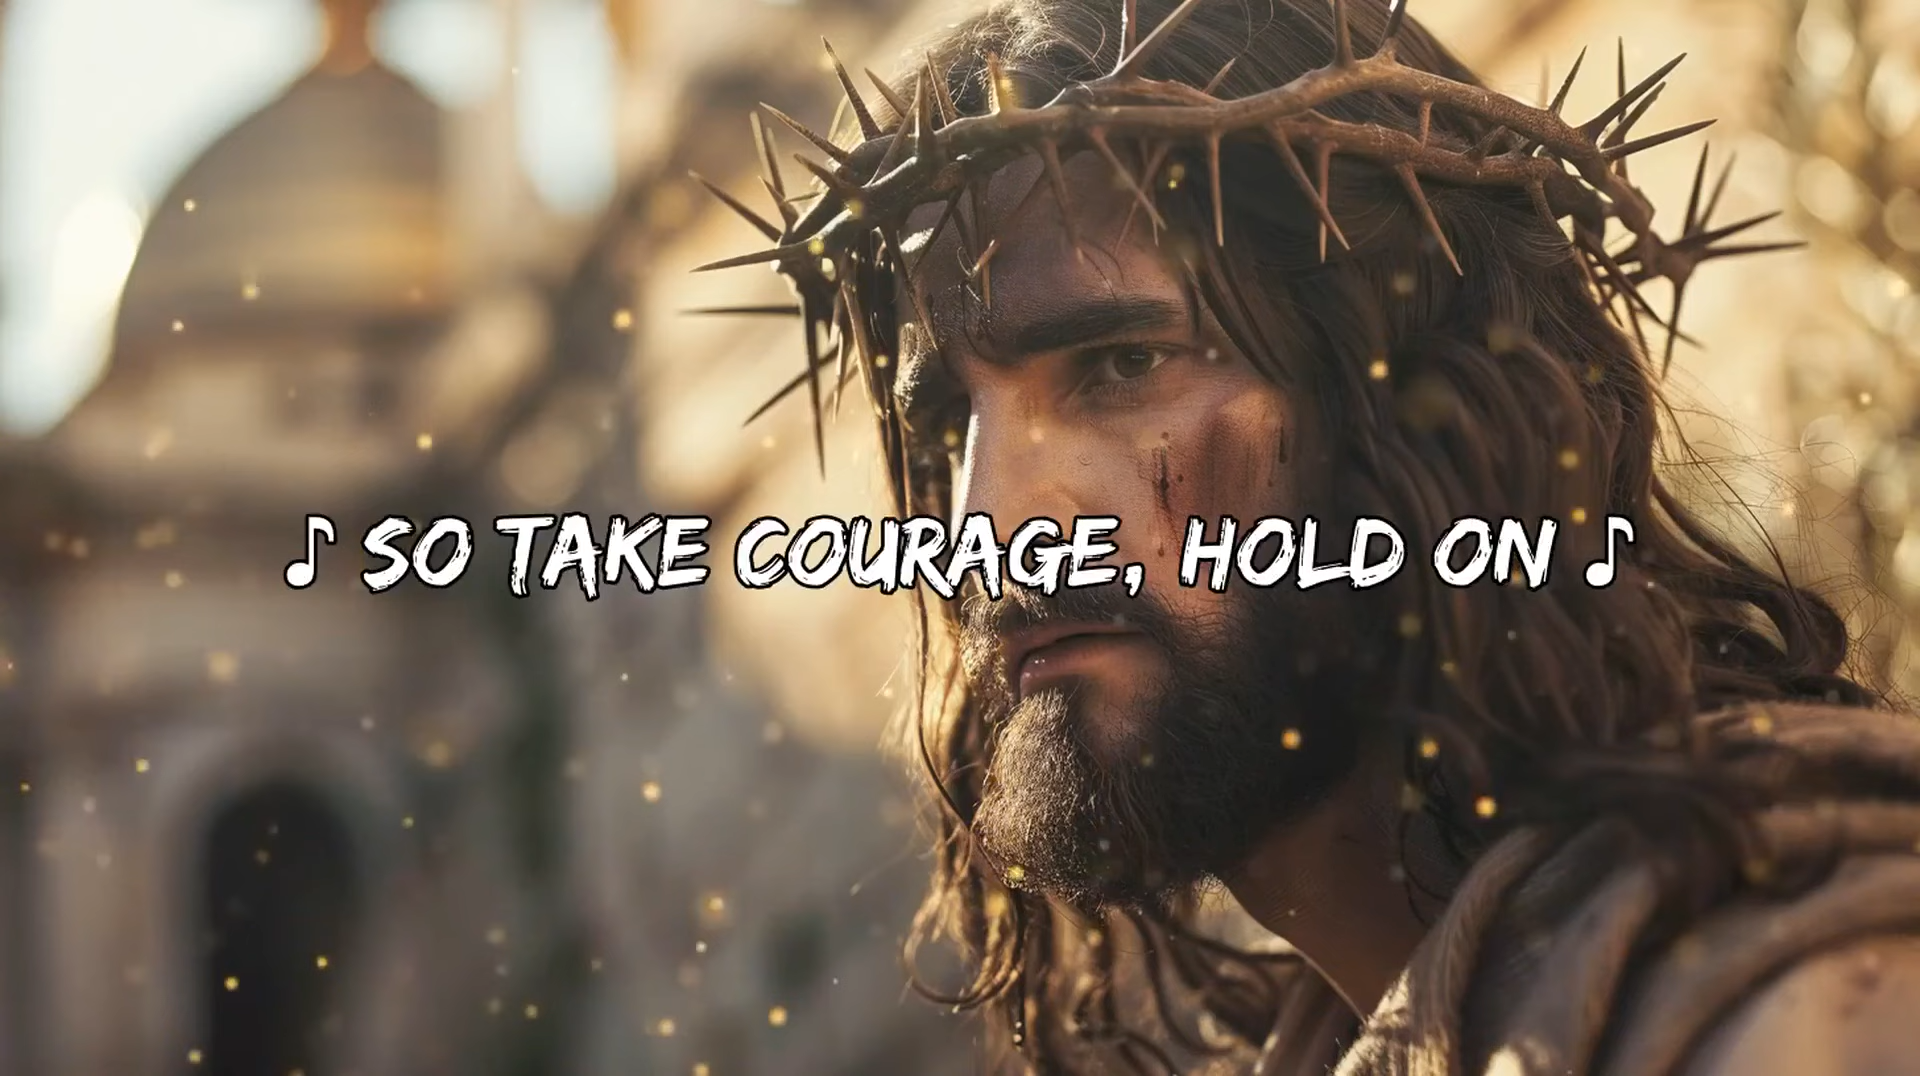 ♪ SO TAKE COURAGE, HOLD ON ♪